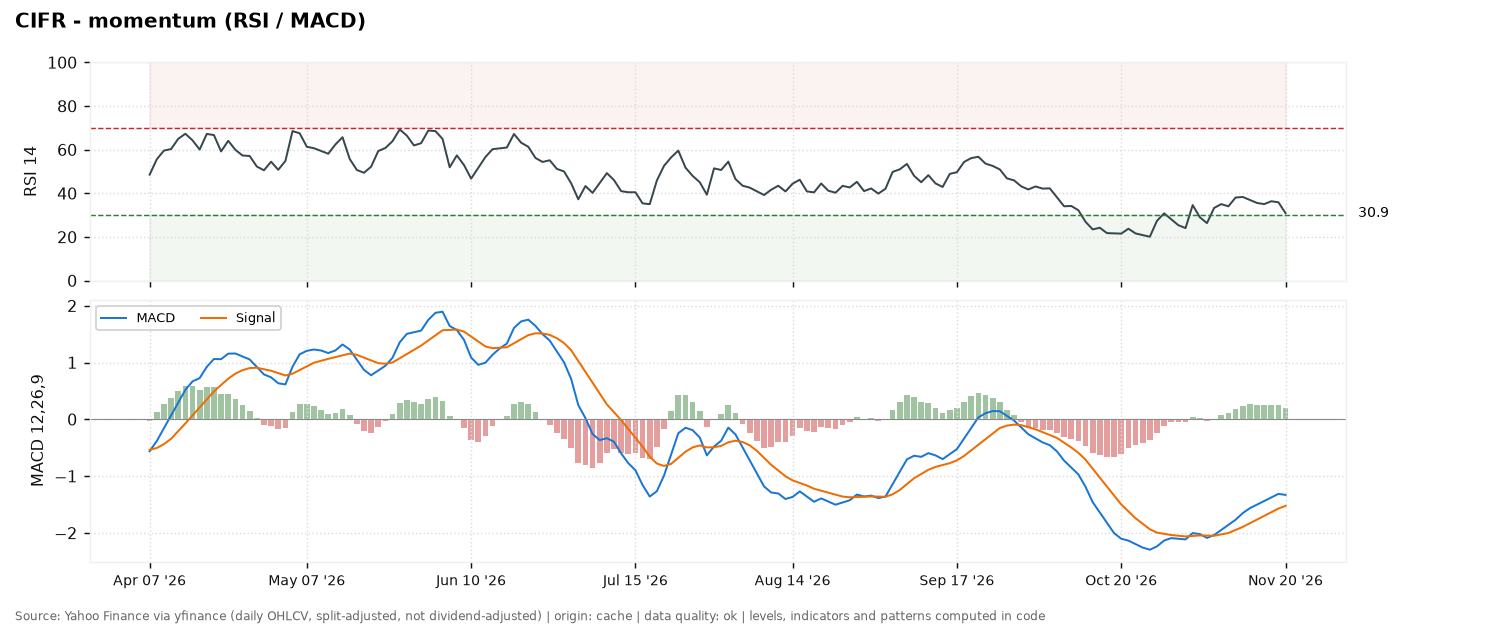 CIFR - momentum (RSI / MACD)
100
80
60
40
20
0
RSI 14
30.9
MACD
Signal
2
1
0
−1
−2
MACD 12,26,9
Apr 07 '26
May 07 '26
Jun 10 '26
Jul 15 '26
Aug 14 '26
Sep 17 '26
Oct 20 '26
Nov 20 '26
Source: Yahoo Finance via yfinance (daily OHLCV, split-adjusted, not dividend-adjusted) | origin: cache | data quality: ok | levels, indicators and patterns computed in code